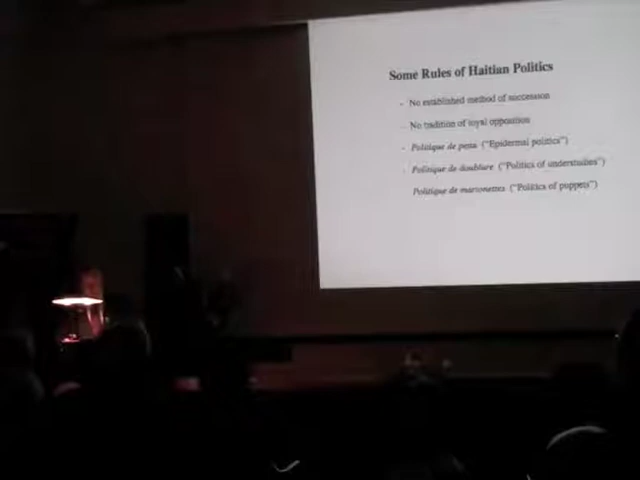 Some Rules of Haitian Politics
- No established method of succession
- No tradition of loyal opposition
- Politique de peau ("Epidermal politics")
- Politique de doublure ("Politics of understudies")
Politique de marionettes ("Politics of puppets")